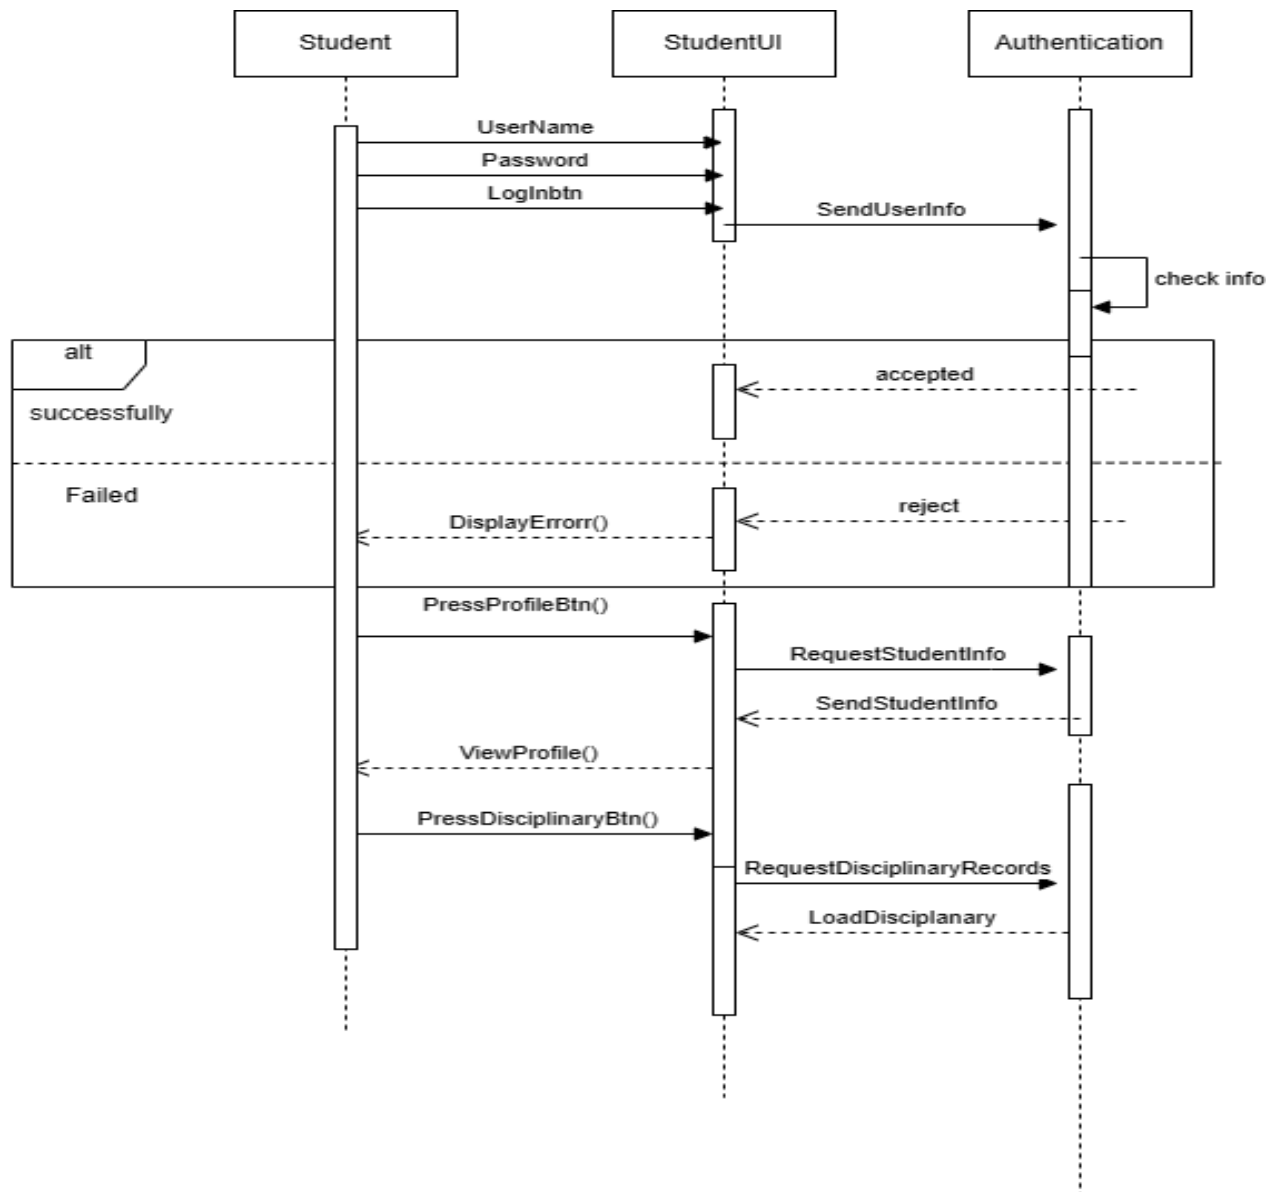 Student
StudentUI
Authentication
UserName
Password
LogInbtn
SendUserInfo
check info
alt
accepted
successfully
Failed
reject
DisplayErrorr()
PressProfileBtn()
RequestStudentInfo
SendStudentInfo
ViewProfile()
PressDisciplinaryBtn()
RequestDisciplinaryRecords
LoadDisciplanary